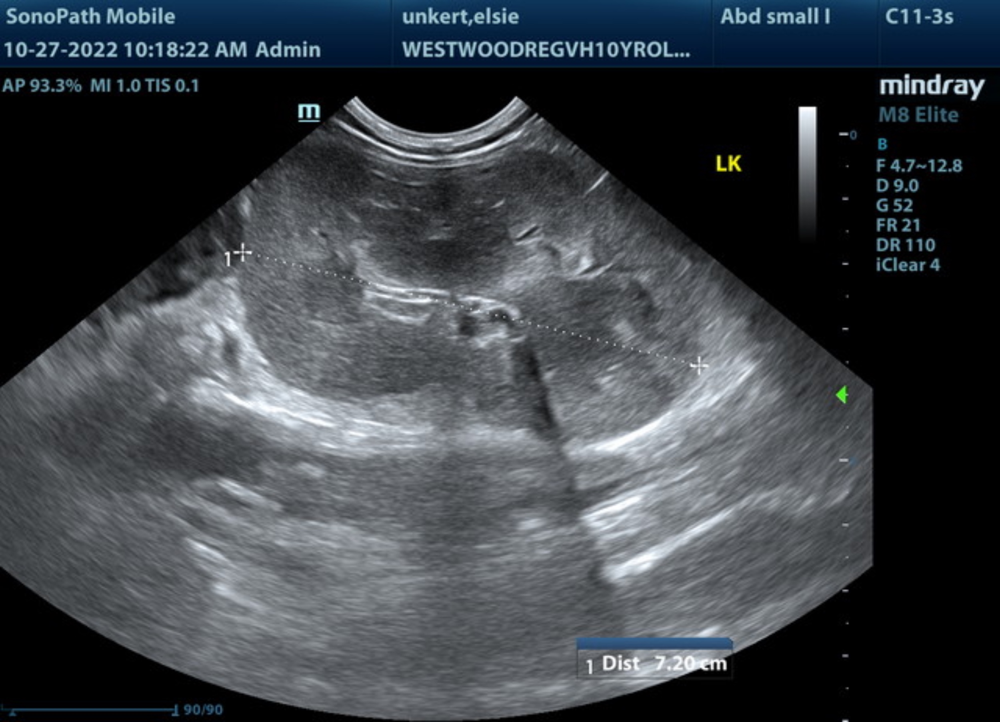 SonoPath Mobile
unkert,elsie
Abd small I
C11-3s
10-27-2022 10:18:22 AM Admin
WESTWOODREGVH10YROL...
AP 93.3% MI 1.0 TIS 0.1
m
mindray
M8 Elite
LK
0
B
F 4.7~12.8
D 9.0
G 52
FR 21
DR 110
iClear 4
1
1 Dist 7.20 cm
90/90